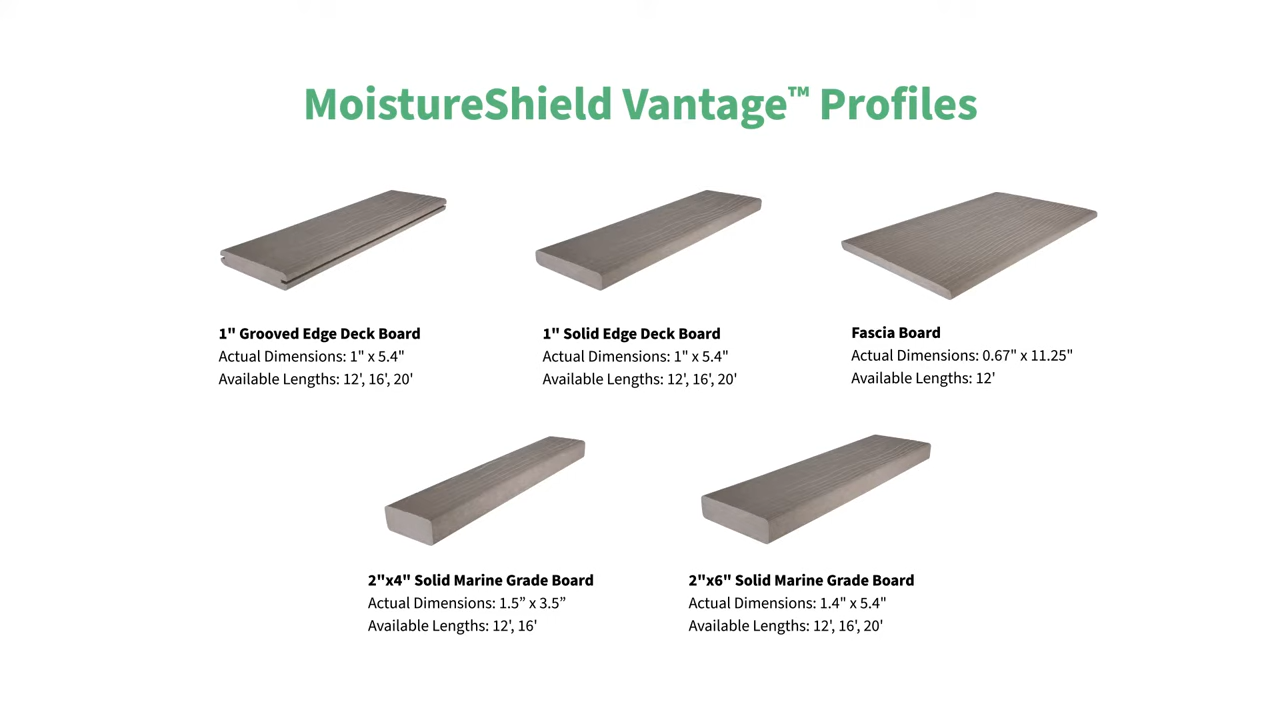 MoistureShield Vantage™ Profiles
1" Grooved Edge Deck Board
Actual Dimensions: 1" x 5.4"
Available Lengths: 12', 16', 20'
1" Solid Edge Deck Board
Actual Dimensions: 1" x 5.4"
Available Lengths: 12', 16', 20'
Fascia Board
Actual Dimensions: 0.67" x 11.25"
Available Lengths: 12'
2"x4" Solid Marine Grade Board
Actual Dimensions: 1.5” x 3.5”
Available Lengths: 12', 16'
2"x6" Solid Marine Grade Board
Actual Dimensions: 1.4" x 5.4"
Available Lengths: 12', 16', 20'